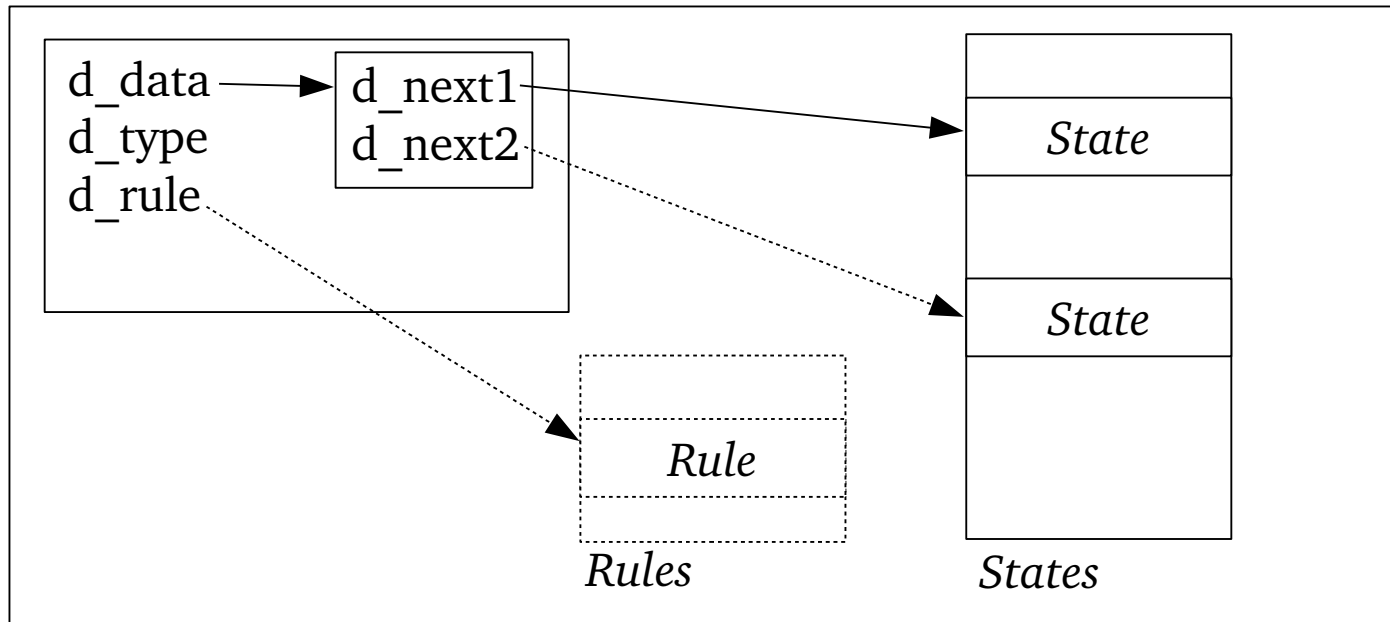 d_data
d_type
d_rule
d_next1
d_next2
State
State
Rule
Rules
States